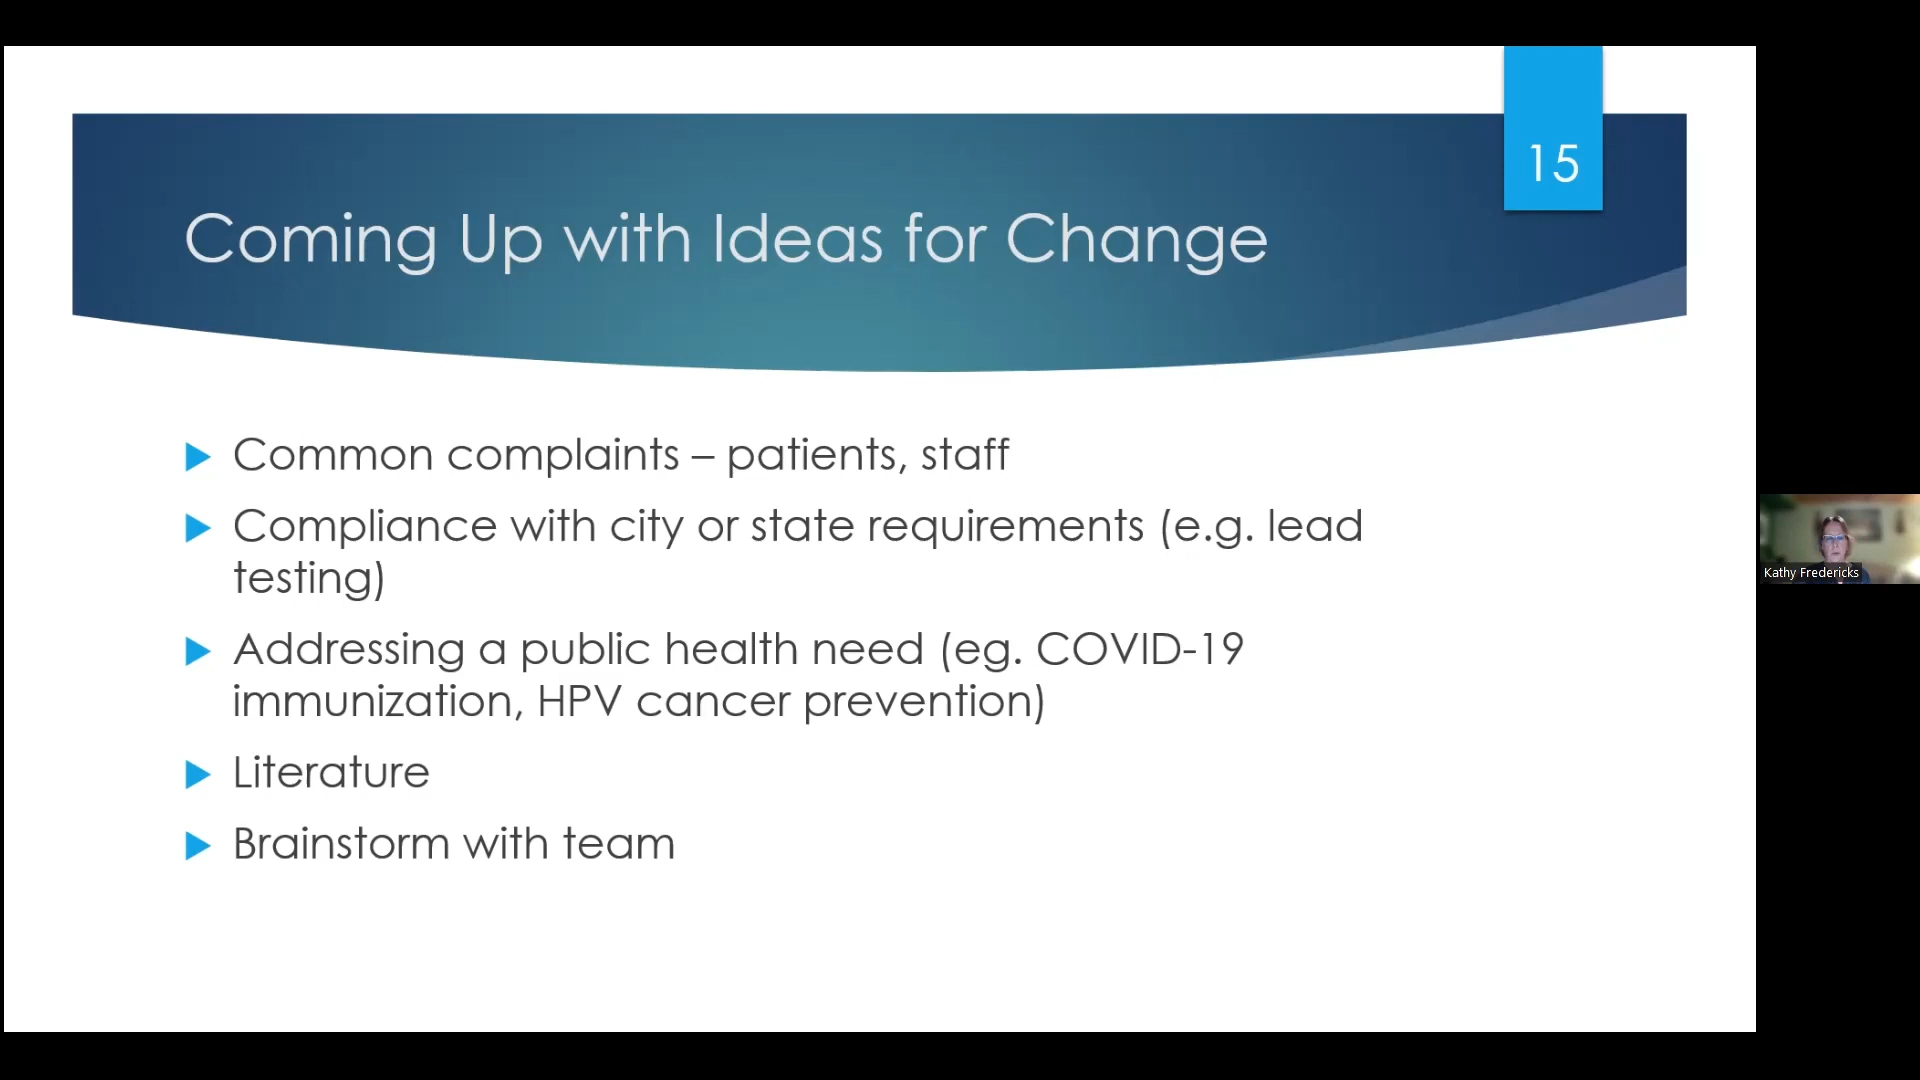 15
Coming Up with Ideas for Change
Common complaints – patients, staff
Compliance with city or state requirements (e.g. lead
testing)
Addressing a public health need (eg. COVID-19
immunization, HPV cancer prevention)
Literature
Brainstorm with team
Kathy Fredericks